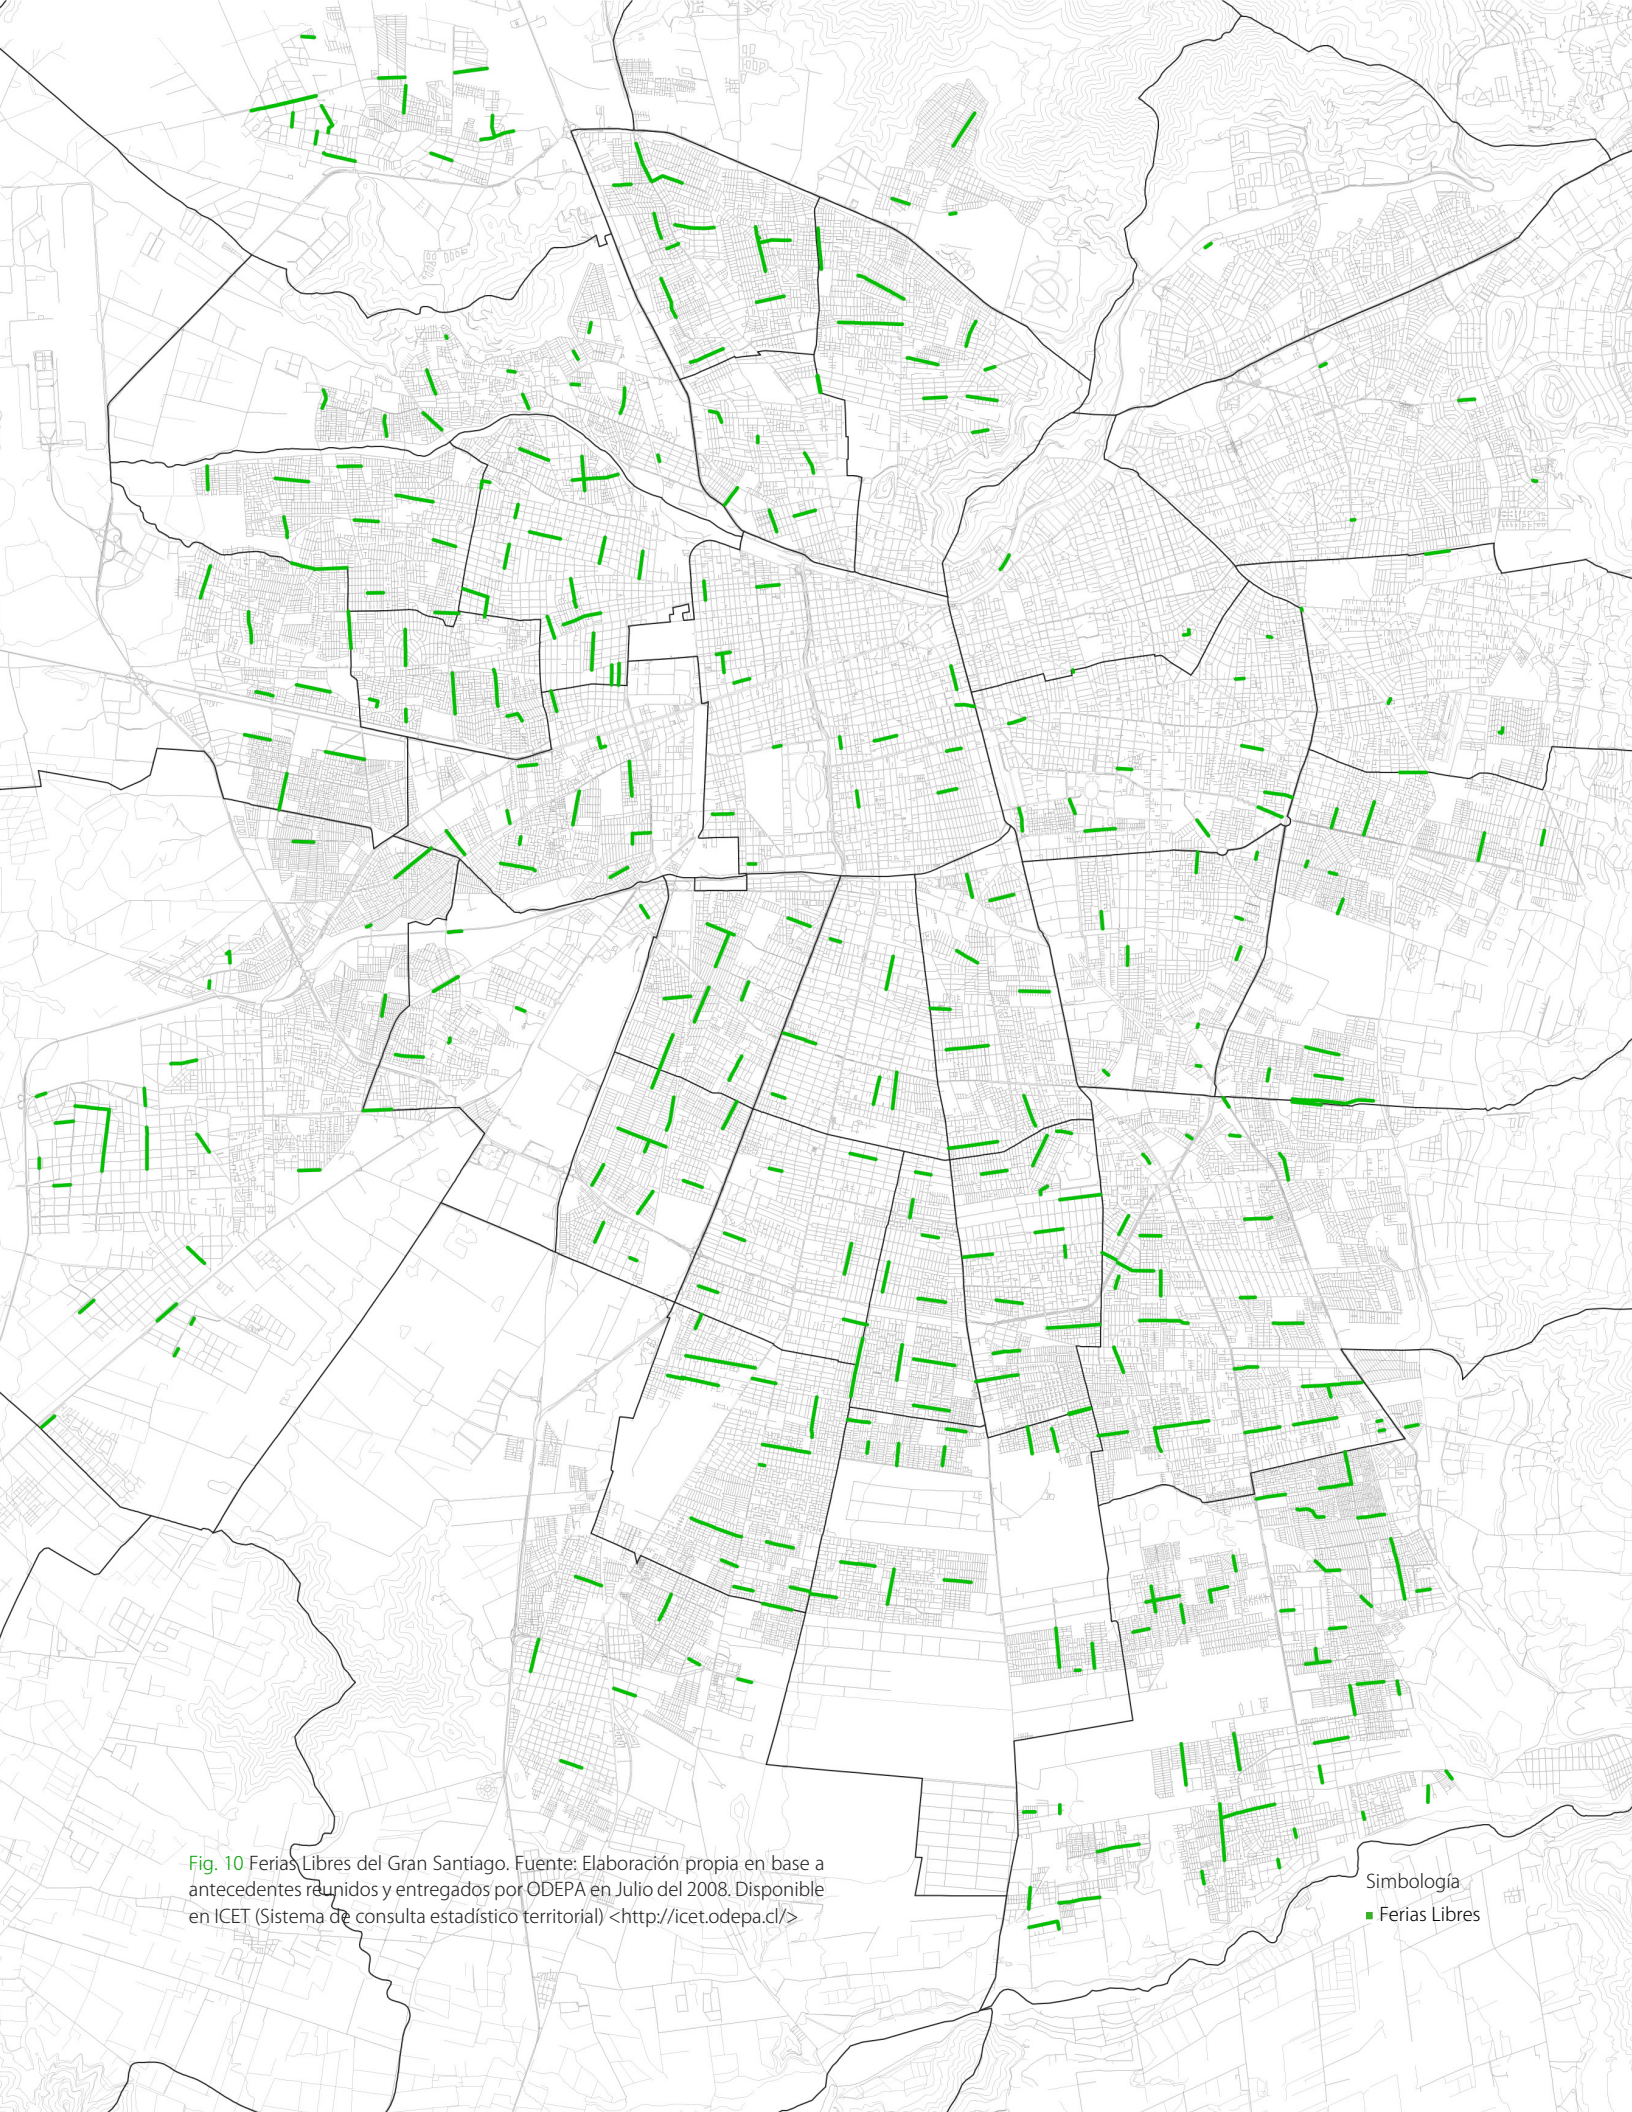 Fig. 10 Ferias Libres del Gran Santiago. Fuente: Elaboración propia en base a
antecedentes reunidos y entregados por ODEPA en Julio del 2008. Disponible
en ICET (Sistema de consulta estadístico territorial) <http://icet.odepa.cl/>
Simbología
Ferias Libres